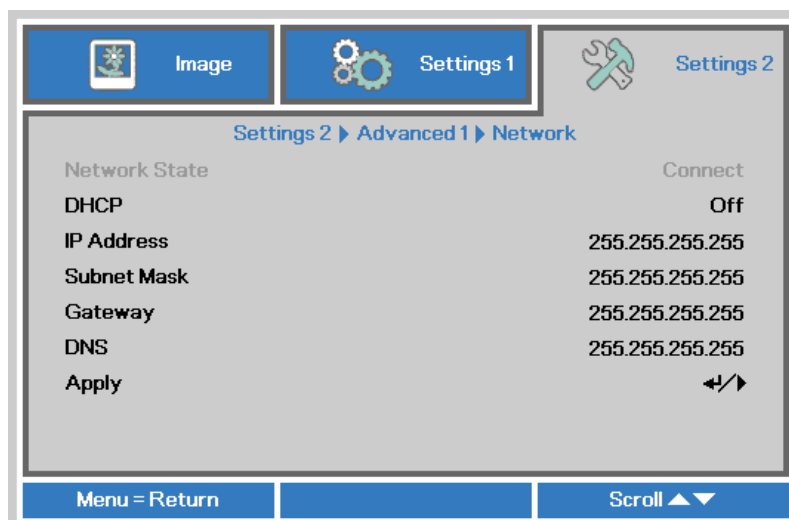 Image Settings 1 Settings 2
Settings 2 ▶ Advanced 1 ▶ Network
Network State Connect
DHCP Off
IP Address 255.255.255.255
Subnet Mask 255.255.255.255
Gateway 255.255.255.255
DNS 255.255.255.255
Apply ↵/▶
Menu = Return Scroll ▲▼